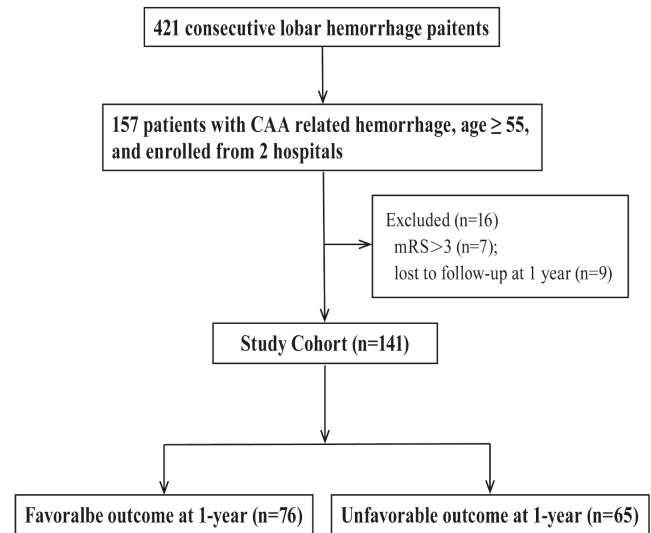 421 consecutive lobar hemorrhage paitents
157 patients with CAA related hemorrhage, age ≥ 55,
and enrolled from 2 hospitals
Excluded (n=16)
mRS>3 (n=7);
lost to follow-up at 1 year (n=9)
Study Cohort (n=141)
Favoralbe outcome at 1-year (n=76)
Unfavorable outcome at 1-year (n=65)